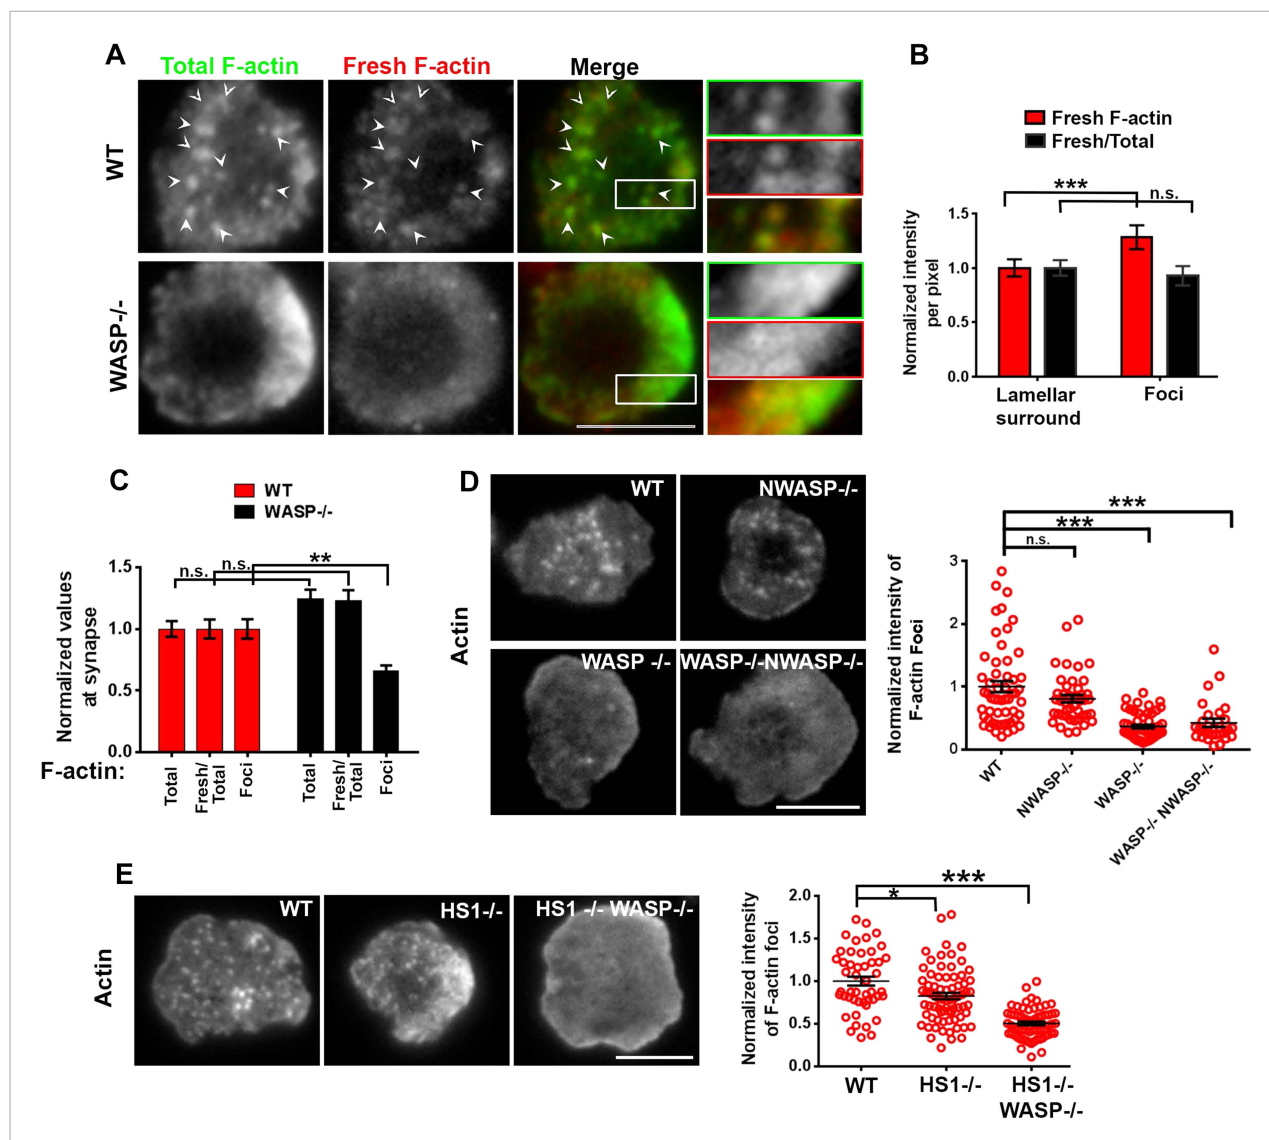 A
Total F-actin
Fresh F-actin
Merge
WT
WASP-/-
B
Fresh F-actin
Fresh/Total
***
n.s.
1.5
1.0
0.5
0.0
Normalized intensity
per pixel
Lamellar
surround
Foci
C
WT
WASP-/-
n.s.
n.s.
**
1.5
1.0
0.5
0.0
Normalized values
at synapse
F-actin:
Total
Fresh/
Total
Foci
Total
Fresh/
Total
Foci
D
Actin
WT
NWASP-/-
WASP -/-
WASP-/-NWASP-/-
***
***
n.s.
3
2
1
0
Normalized intensity of
F-actin Foci
WT
NWASP-/-
WASP-/-
WASP-/- NWASP-/-
E
Actin
WT
HS1-/-
HS1 -/- WASP-/-
***
*
2.0
1.5
1.0
0.5
0.0
Normalized intensity
of F-actin foci
WT
HS1-/-
HS1-/-
WASP-/-